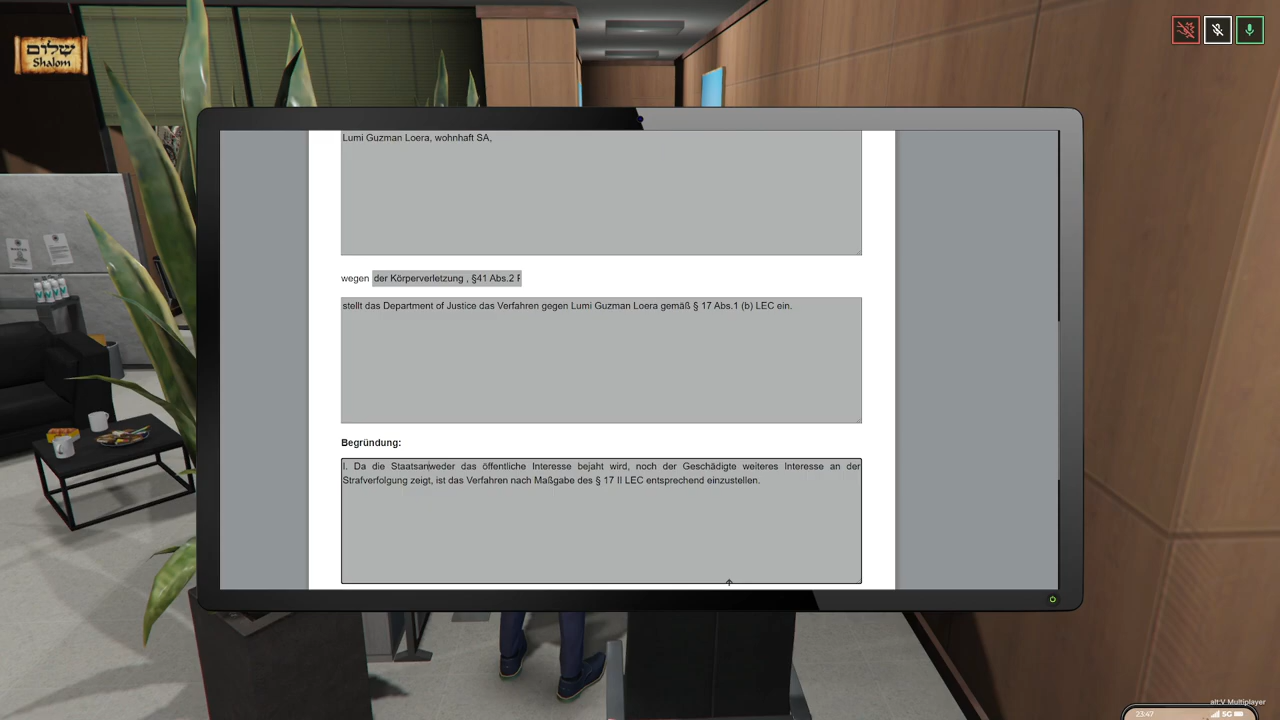 שלום
Shalom
Lumi Guzman Loera, wohnhaft SA,
wegen der Körperverletzung , §41 Abs.2
stellt das Department of Justice das Verfahren gegen Lumi Guzman Loera gemäß § 17 Abs.1 (b) LEC ein.
Begründung:
I. Da die Staatsanweder das öffentliche Interesse bejaht wird, noch der Geschädigte weiteres Interesse an der
Strafverfolgung zeigt, ist das Verfahren nach Maßgabe des § 17 II LEC entsprechend einzustellen.
alt:V Multiplayer
23:47
5G